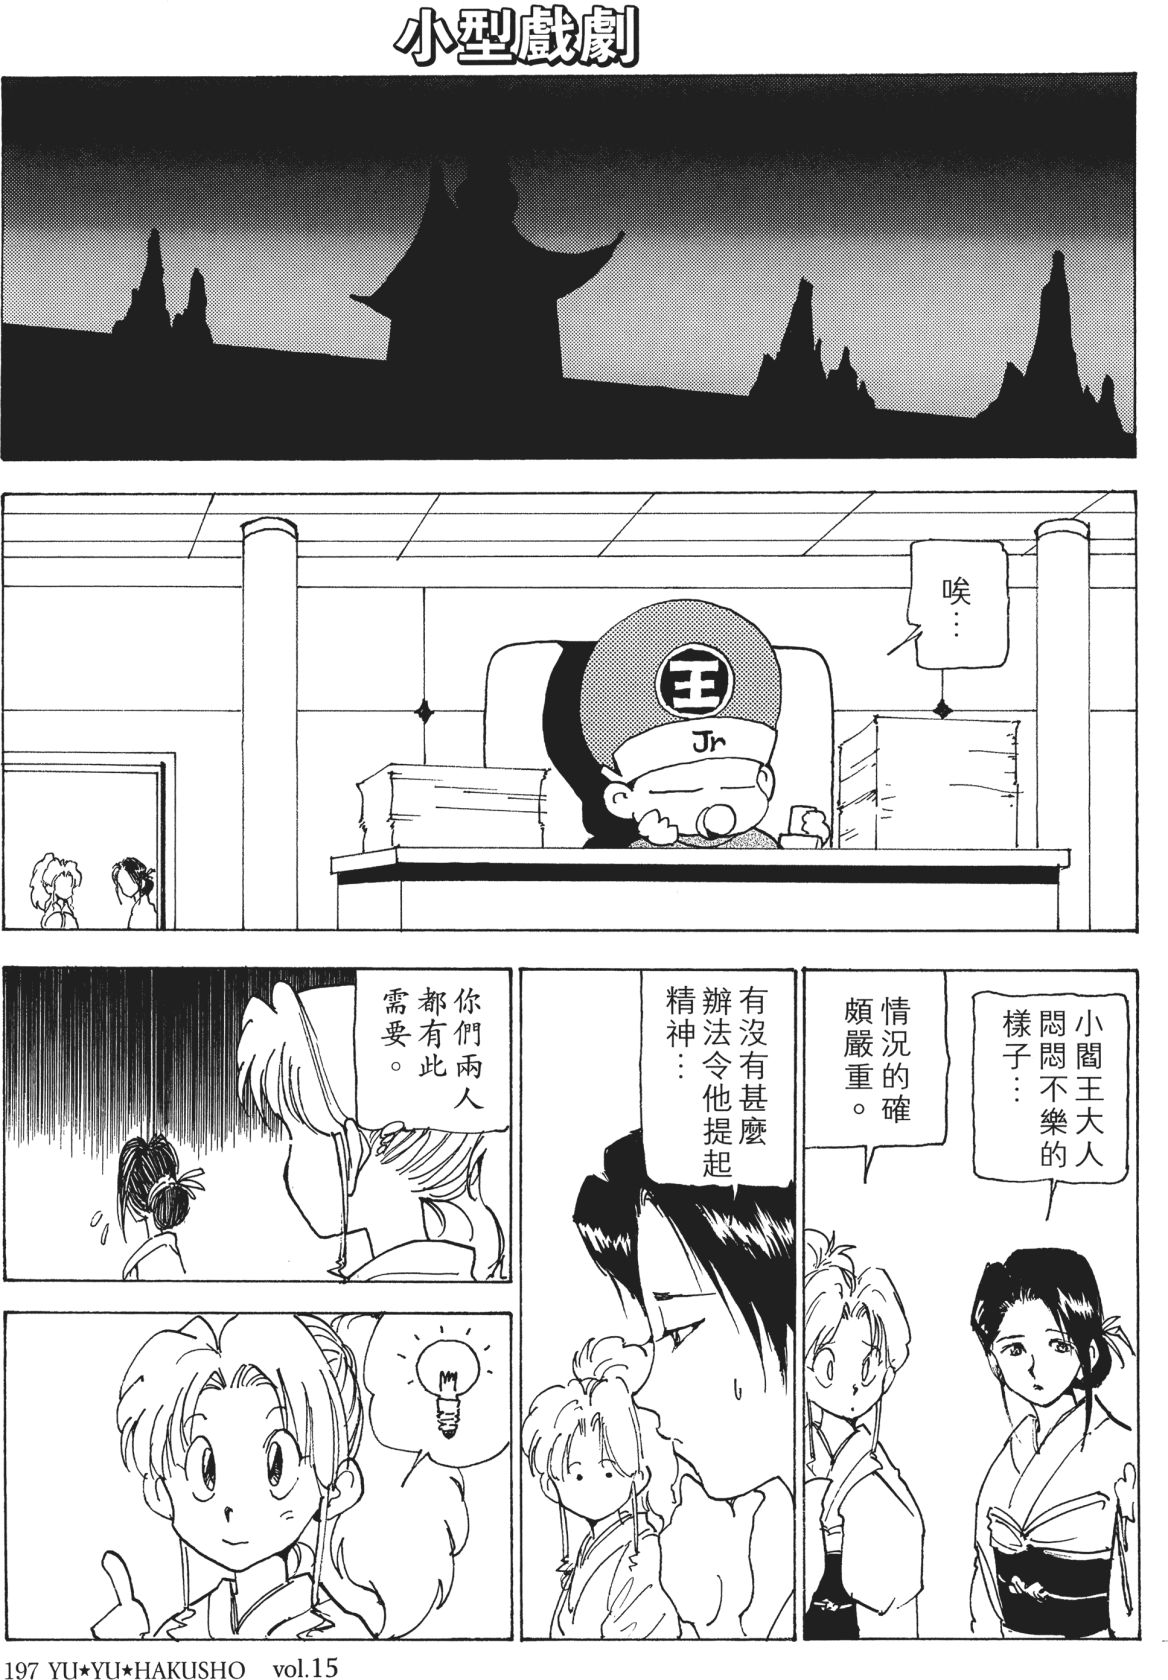 小型戲劇
唉…
王
Jr
小閻王大人
悶悶不樂的
樣子…
情況的確
頗嚴重。
有沒有甚麼
辦法令他提起
精神…
你們兩人
都有此
需要。
197 YU★YU★HAKUSHO vol.15